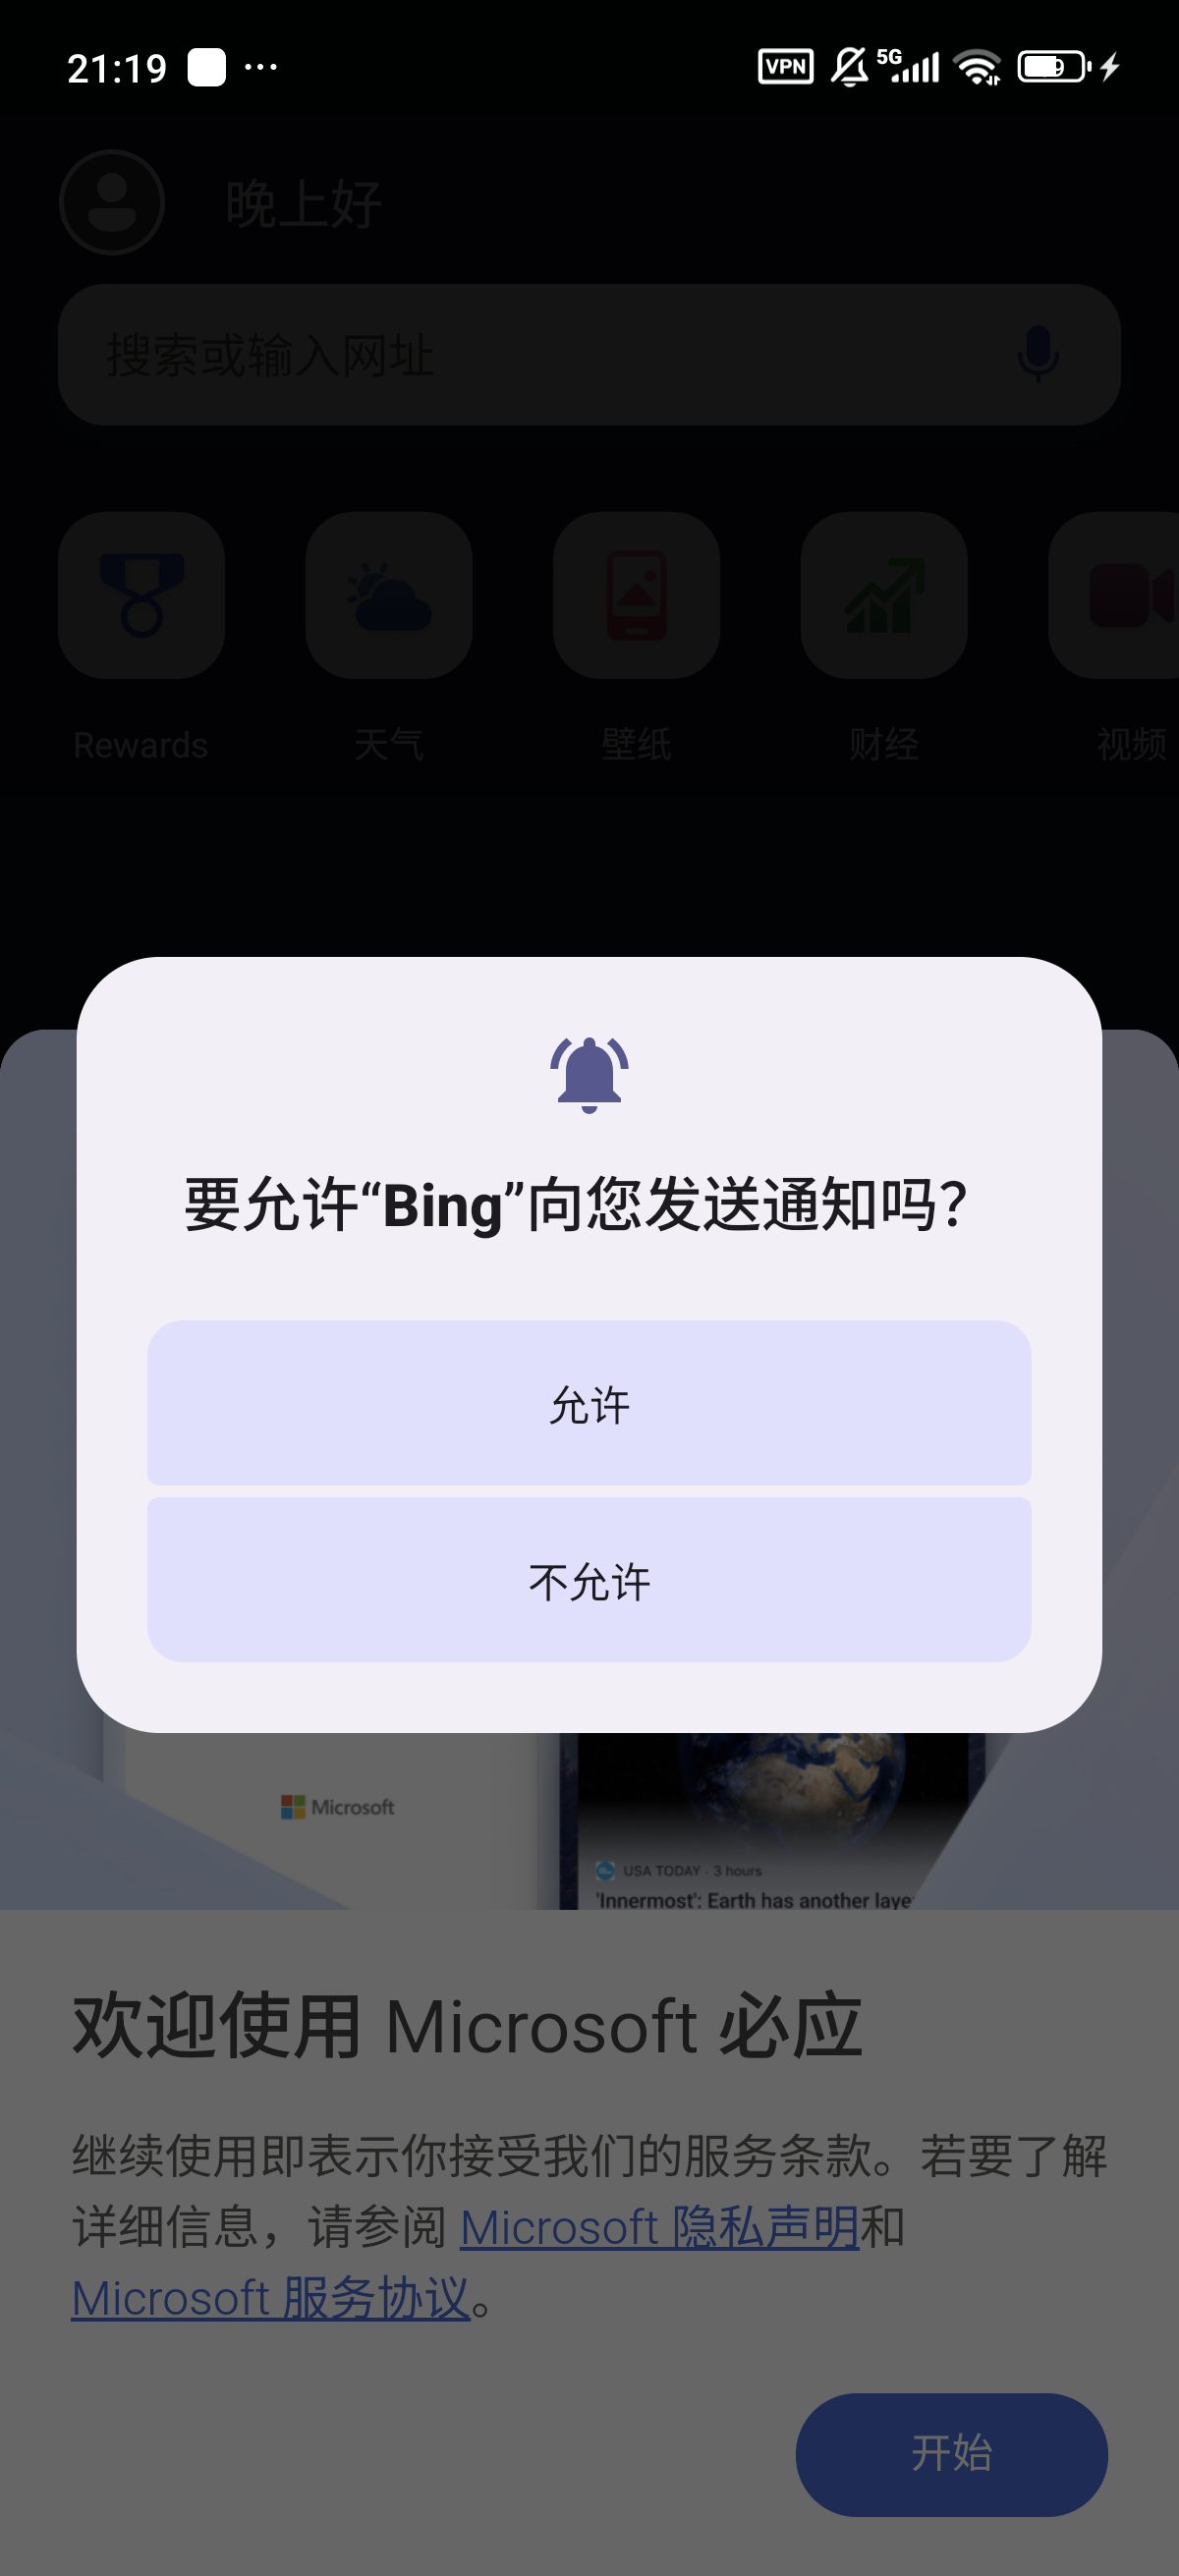 21:19
VPN
5G
晚上好
搜索或输入网址
Rewards
天气
壁纸
财经
视频
要允许“Bing”向您发送通知吗？
允许
不允许
Microsoft
USA TODAY · 3 hours
'Innermost': Earth has another
欢迎使用 Microsoft 必应
继续使用即表示你接受我们的服务条款。若要了解
详细信息，请参阅 Microsoft 隐私声明和
Microsoft 服务协议。
开始